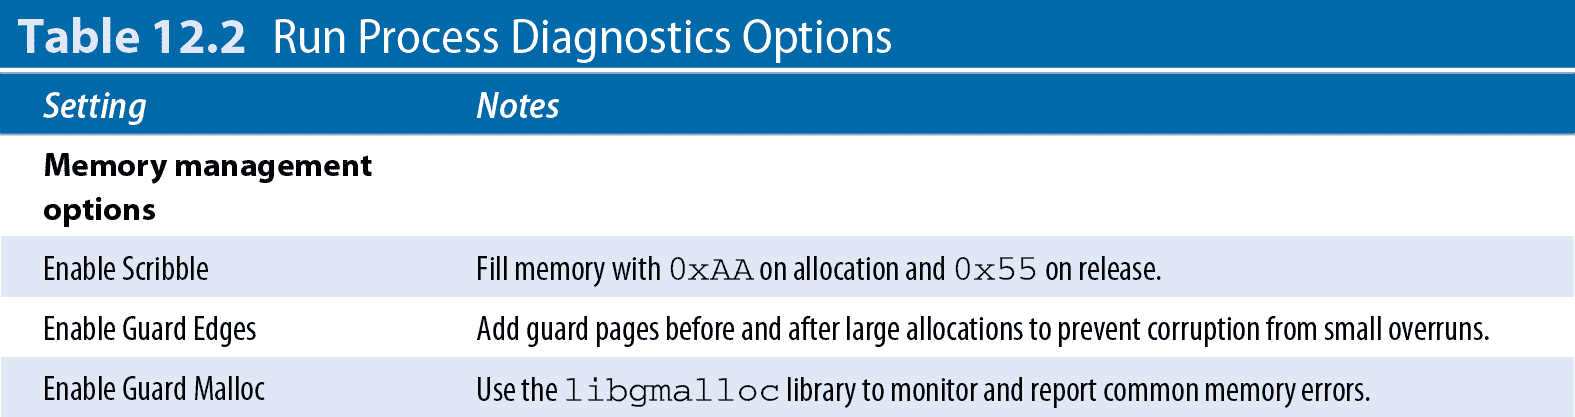 Table 12.2 Run Process Diagnostics Options
Setting Notes
Memory management
options
Enable Scribble Fill memory with 0xAA on allocation and 0x55 on release.
Enable Guard Edges Add guard pages before and after large allocations to prevent corruption from small overruns.
Enable Guard Malloc Use the libgmalloc library to monitor and report common memory errors.